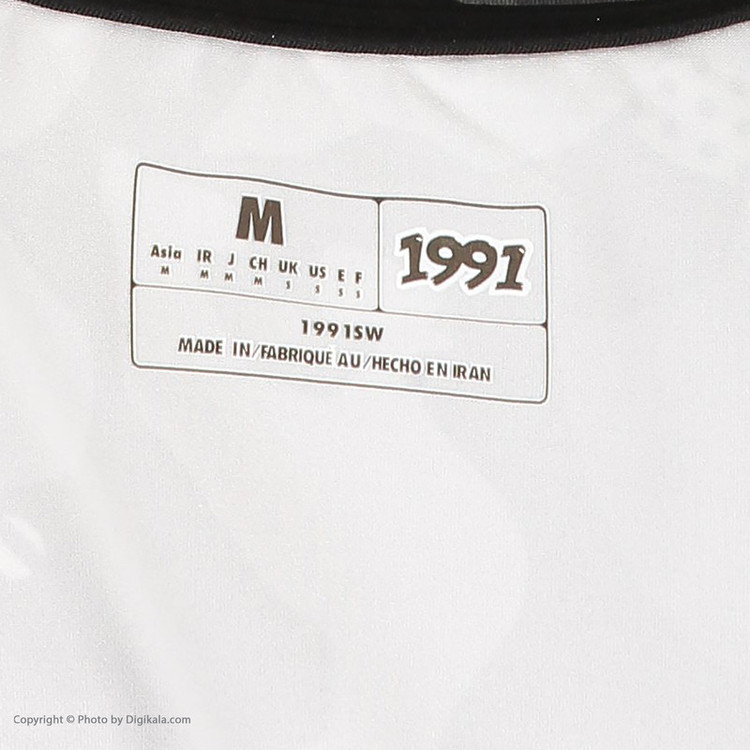 M
Asia IR J CH UK US E F
M M M M S S S S
1991
1991SW
MADE IN/FABRIQUE AU/HECHO EN IRAN
Copyright © Photo by Digikala.com